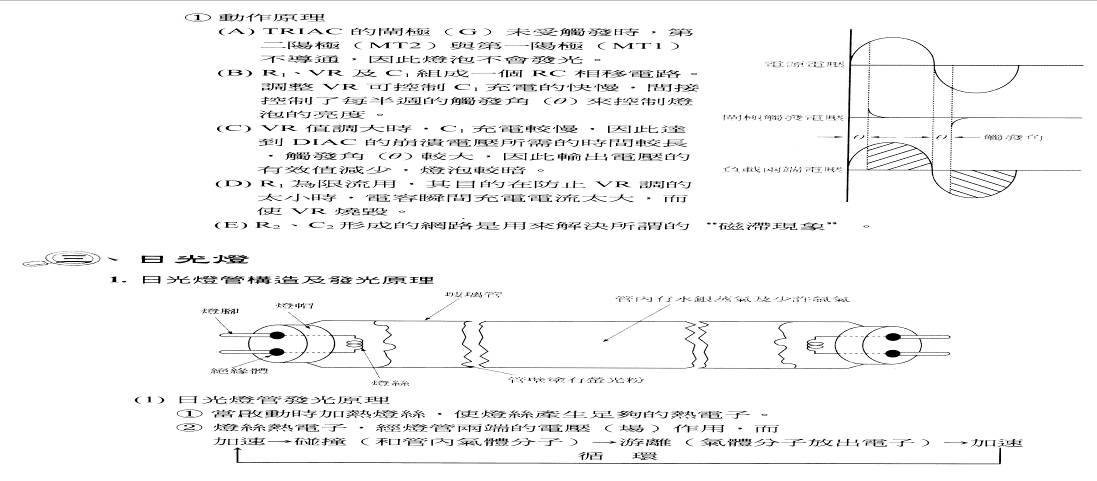 ① 動作原理
(A) TRIAC 的閘極（G）未受觸發時，第
二陽極（MT2）與第一陽極（MT1）
不導通，因此燈泡不會發光。
(B) R₁、VR 及 C₁ 組成一個 RC 相移電路。
調整 VR 可控制 C₁ 充電的快慢，間接
控制了每半週的觸發角（θ）來控制燈
泡的亮度。
(C) VR 值調大時，C₁ 充電較慢，因此達
到 DIAC 的崩潰電壓所需的時間較長
，觸發角（θ）較大，因此輸出電壓的
有效值減少，燈泡較暗。
(D) R₁ 為限流用，其目的在防止 VR 調的
太小時，電容瞬間充電電流太大，而
使 VR 燒毀。
(E) R₂、C₂ 形成的網路是用來解決所謂的“磁滯現象”。
電源電壓
閘極觸發電壓
θ θ 觸發角
負載兩端電壓
三、日光燈
1. 日光燈管構造及發光原理
玻璃管
管內有水銀蒸氣及少許氬氣
燈帽
燈腳
絕緣體
燈絲
管壁塗有螢光粉
(1) 日光燈管發光原理
① 當啟動時加熱燈絲，使燈絲產生足夠的熱電子。
② 燈絲熱電子，經燈管兩端的電壓（場）作用，而
加速→碰撞（和管內氣體分子）→游離（氣體分子放出電子）→加速
循 環